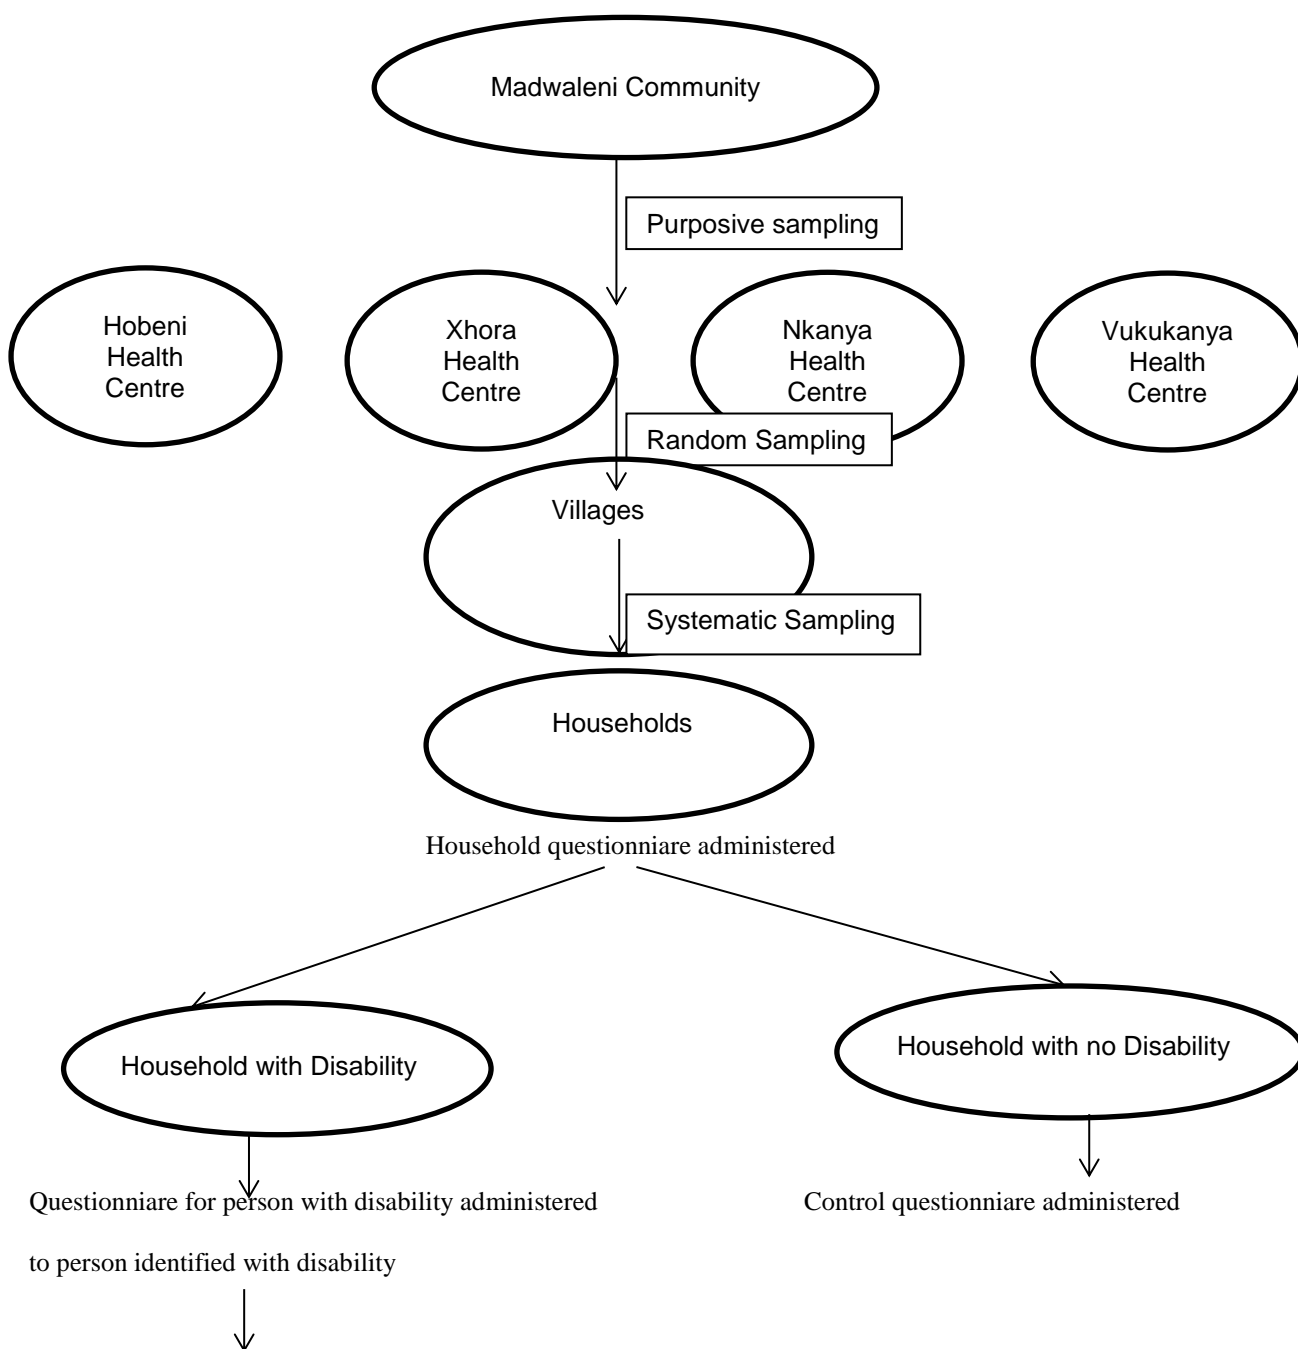 Madwaleni Community
Purposive sampling
Hobeni
Health
Centre
Xhora
Health
Centre
Nkanya
Health
Centre
Vukukanya
Health
Centre
Random Sampling
Villages
Systematic Sampling
Households
Household questionniare administered
Household with Disability
Household with no Disability
Questionniare for person with disability administered
to person identified with disability
Control questionniare administered